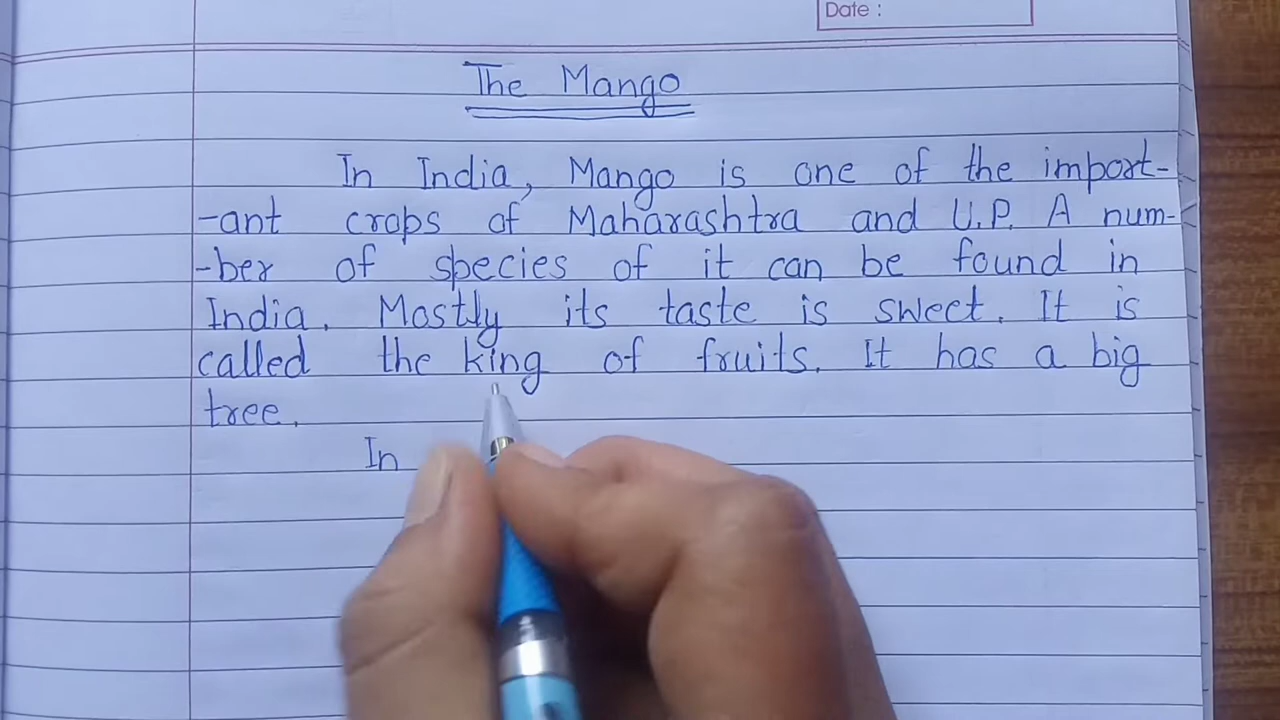 Date :
The Mango
In India, Mango is one of the import-
-ant crops of Maharashtra and U.P. A num-
-ber of species of it can be found in
India. Mostly its taste is sweet. It is
called the king of fruits. It has a big
tree.
In